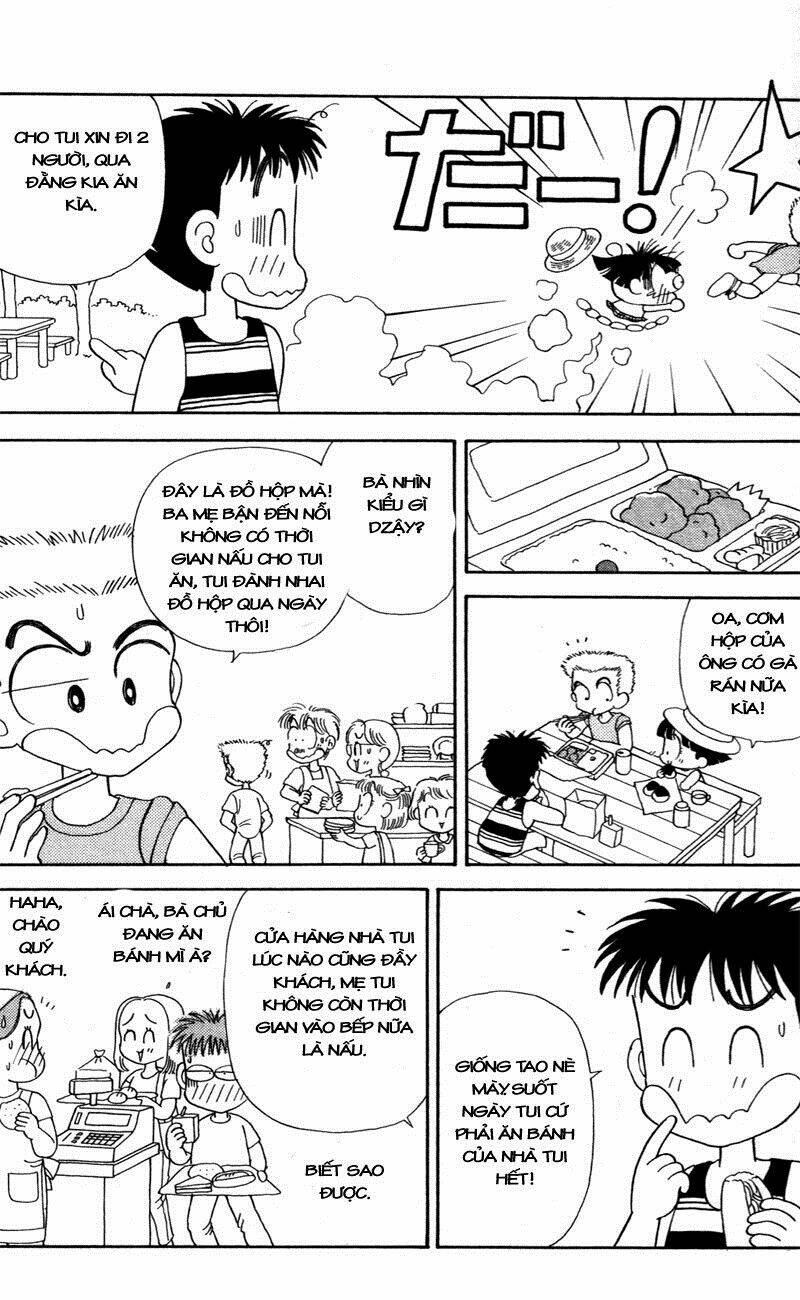 だー!
CHO TUI XIN ĐI 2
NGƯỜI, QUA
ĐẰNG KIA ĂN
KÌA.
OA, CƠM
HỘP CỦA
ÔNG CÓ GÀ
RÁN NỮA
KÌA!
BÀ NHÌN
KIỂU GÌ
DZẬY?
ĐÂY LÀ ĐỒ HỘP MÀ!
BA MẸ BẬN ĐẾN NỖI
KHÔNG CÓ THỜI
GIAN NẤU CHO TUI
ĂN, TUI ĐÀNH NHAI
ĐỒ HỘP QUA NGÀY
THÔI!
GIỐNG TAO NÈ
MÀY. SUỐT
NGÀY TUI CỨ
PHẢI ĂN BÁNH
CỦA NHÀ TUI
HẾT!
CỬA HÀNG NHÀ TUI
LÚC NÀO CŨNG ĐẦY
KHÁCH, MẸ TUI
KHÔNG CÒN THỜI
GIAN VÀO BẾP NỮA
LÀ NẤU.
BIẾT SAO
ĐƯỢC.
ÁI CHÀ, BÀ CHỦ
ĐANG ĂN
BÁNH MÌ À?
HAHA,
CHÀO
QUÝ
KHÁCH.